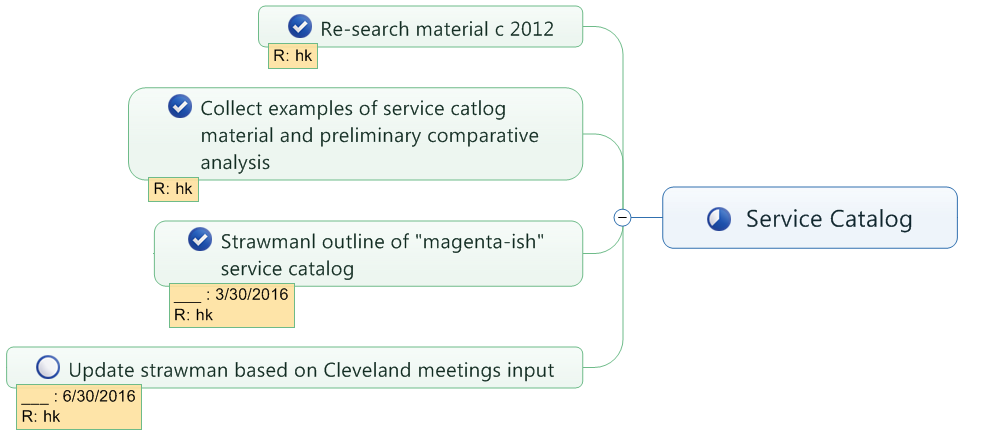 Re-search material c 2012
R: hk
Collect examples of service catlog
material and preliminary comparative
analysis
R: hk
Strawmanl outline of "magenta-ish"
service catalog
___ : 3/30/2016
R: hk
Service Catalog
Update strawman based on Cleveland meetings input
___ : 6/30/2016
R: hk